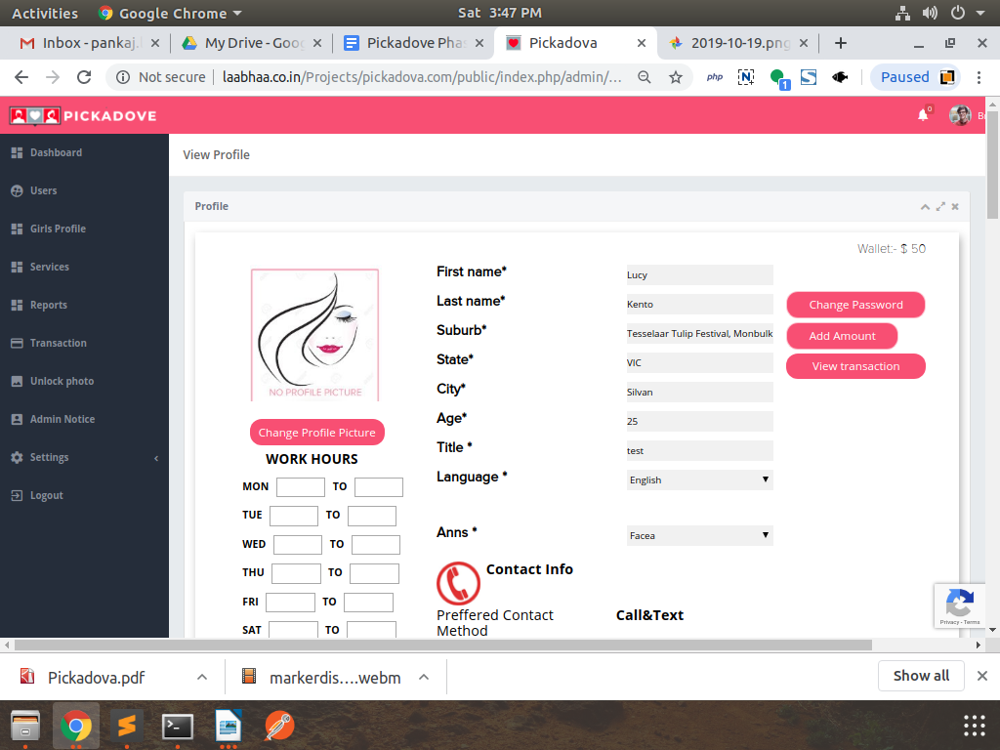 Activities Google Chrome Sat 3:47 PM
Inbox - pankaj. My Drive - Goog Pickadove Pha Pickadova 2019-10-19.png
Not secure laabhaa.co.in/Projects/pickadova.com/public/index.php/admin/... php N 1 S Paused
PICKADOVE 0
Dashboard
Users
Girls Profile
Services
Reports
Transaction
Unlock photo
Admin Notice
Settings
Logout
View Profile
Profile
Wallet:- $ 50
NO PROFILE PICTURE
Change Profile Picture
WORK HOURS
MON TO
TUE TO
WED TO
THU TO
FRI TO
SAT TO
First name* Lucy
Last name* Kento
Suburb* Tesselaar Tulip Festival, Monbulk
State* VIC
City* Silvan
Age* 25
Title * test
Language * English
Anns * Facea
Contact Info
Preffered Contact Method Call&Text
Change Password
Add Amount
View transaction
Privacy - Terms
Pickadova.pdf markerdis....webm Show all